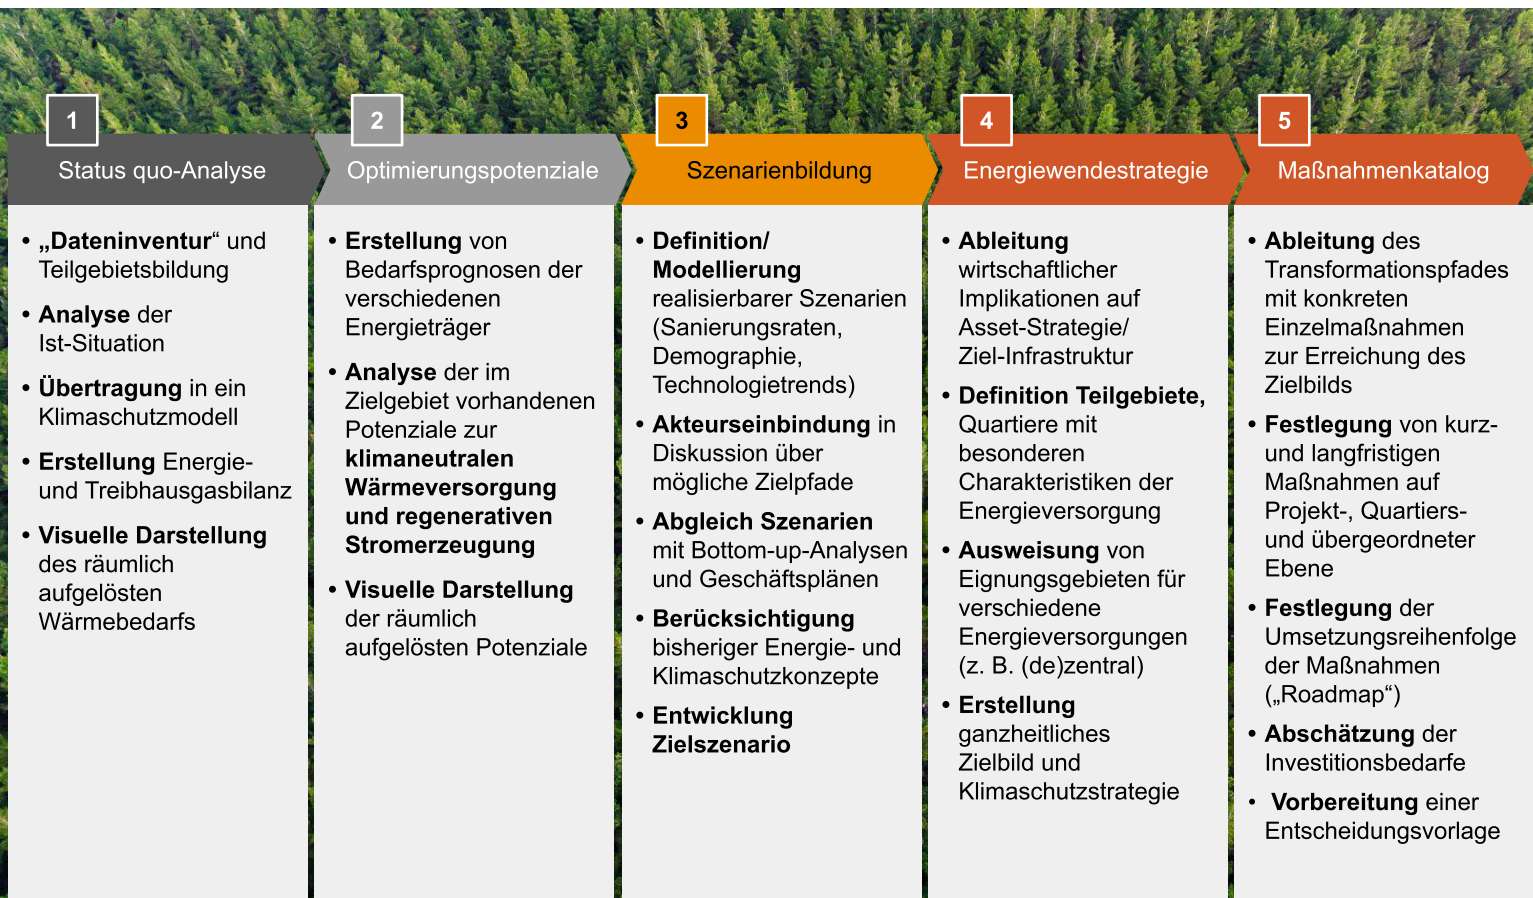 1
Status quo-Analyse
• „Dateninventur“ und
Teilgebietsbildung
• Analyse der
Ist-Situation
• Übertragung in ein
Klimaschutzmodell
• Erstellung Energie-
und Treibhausgasbilanz
• Visuelle Darstellung
des räumlich
aufgelösten
Wärmebedarfs
2
Optimierungspotenziale
• Erstellung von
Bedarfsprognosen der
verschiedenen
Energieträger
• Analyse der im
Zielgebiet vorhandenen
Potenziale zur
klimaneutralen
Wärmeversorgung
und regenerativen
Stromerzeugung
• Visuelle Darstellung
der räumlich
aufgelösten Potenziale
3
Szenarienbildung
• Definition/
Modellierung
realisierbarer Szenarien
(Sanierungsraten,
Demographie,
Technologietrends)
• Akteurseinbindung in
Diskussion über
mögliche Zielpfade
• Abgleich Szenarien
mit Bottom-up-Analysen
und Geschäftsplänen
• Berücksichtigung
bisheriger Energie- und
Klimaschutzkonzepte
• Entwicklung
Zielszenario
4
Energiewendestrategie
• Ableitung
wirtschaftlicher
Implikationen auf
Asset-Strategie/
Ziel-Infrastruktur
• Definition Teilgebiete,
Quartiere mit
besonderen
Charakteristiken der
Energieversorgung
• Ausweisung von
Eignungsgebieten für
verschiedene
Energieversorgungen
(z. B. (de)zentral)
• Erstellung
ganzheitliches
Zielbild und
Klimaschutzstrategie
5
Maßnahmenkatalog
• Ableitung des
Transformationspfades
mit konkreten
Einzelmaßnahmen
zur Erreichung des
Zielbilds
• Festlegung von kurz-
und langfristigen
Maßnahmen auf
Projekt-, Quartiers-
und übergeordneter
Ebene
• Festlegung der
Umsetzungsreihenfolge
der Maßnahmen
(„Roadmap“)
• Abschätzung der
Investitionsbedarfe
• Vorbereitung einer
Entscheidungsvorlage